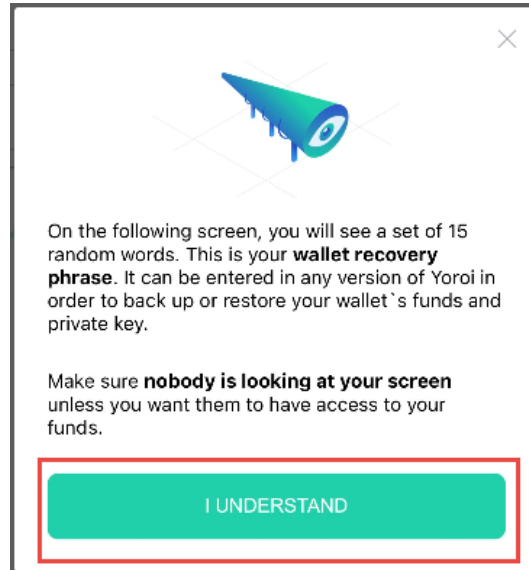 On the following screen, you will see a set of 15
random words. This is your wallet recovery
phrase. It can be entered in any version of Yoroi in
order to back up or restore your wallet`s funds and
private key.
Make sure nobody is looking at your screen
unless you want them to have access to your
funds.
I UNDERSTAND